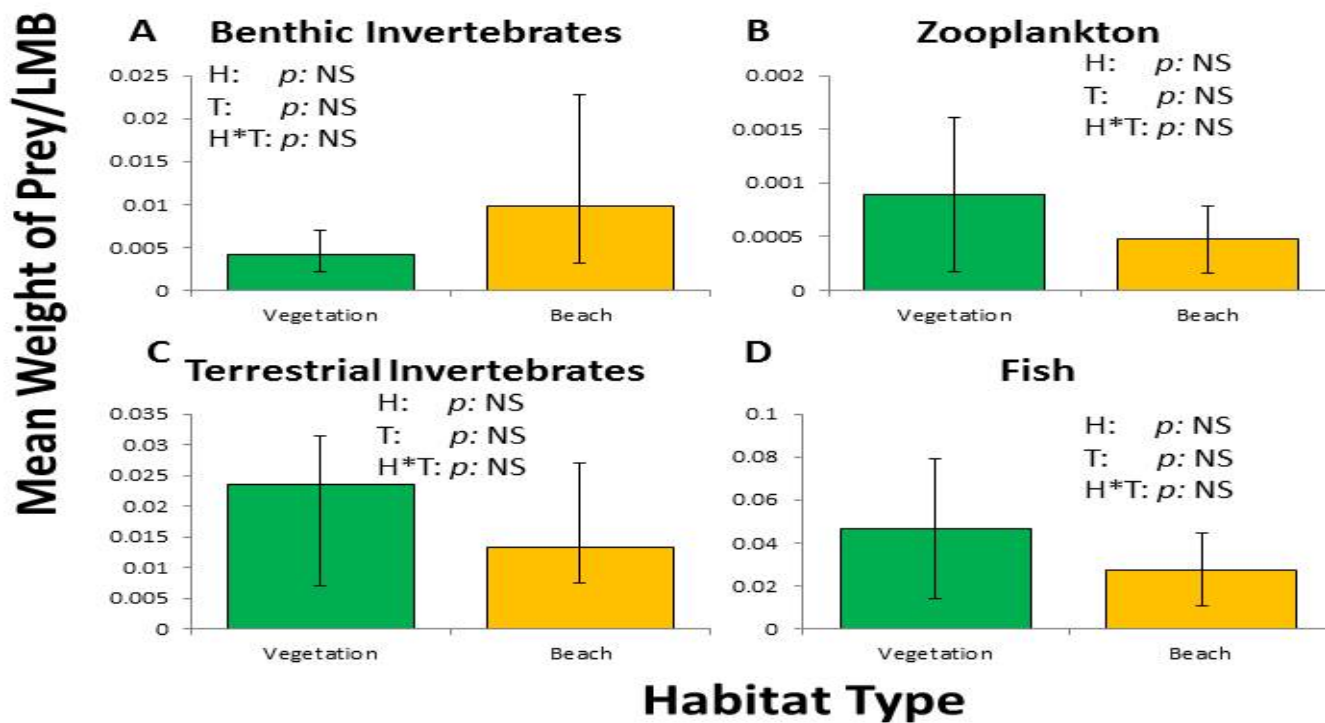 Mean Weight of Prey/LMB
A Benthic Invertebrates
H: p: NS
T: p: NS
H*T: p: NS
0.025
0.02
0.015
0.01
0.005
0
Vegetation Beach
B Zooplankton
H: p: NS
T: p: NS
H*T: p: NS
0.002
0.0015
0.001
0.0005
0
Vegetation Beach
C Terrestrial Invertebrates
H: p: NS
T: p: NS
H*T: p: NS
0.035
0.03
0.025
0.02
0.015
0.01
0.005
0
Vegetation Beach
D Fish
H: p: NS
T: p: NS
H*T: p: NS
0.1
0.08
0.06
0.04
0.02
0
Vegetation Beach
Habitat Type